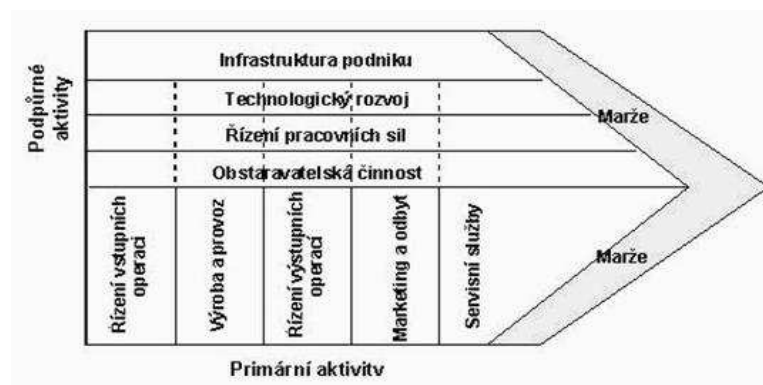 Podpůrné
aktivity
Infrastruktura podniku
Technologický rozvoj
Řízení pracovních sil
Obstaravatelská činnost
Marže
Řízení vstupních
operací
Výroba a provoz
Řízení výstupních
operací
Marketing a odbyt
Servisní služby
Marže
Primární aktivity